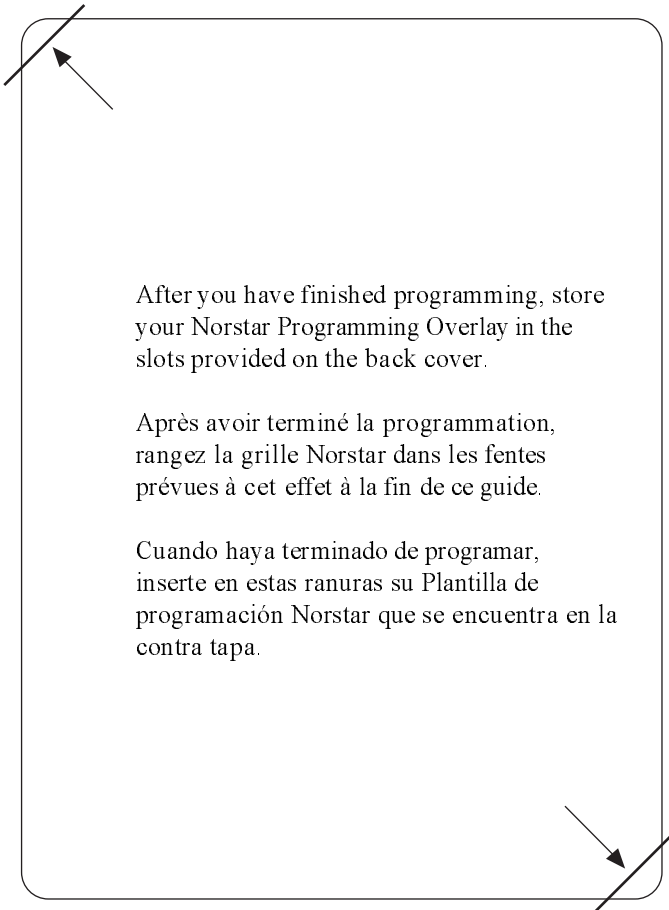 After you have finished programming, store
your Norstar Programming Overlay in the
slots provided on the back cover.
Après avoir terminé la programmation,
rangez la grille Norstar dans les fentes
prévues à cet effet à la fin de ce guide.
Cuando haya terminado de programar,
inserte en estas ranuras su Plantilla de
programación Norstar que se encuentra en la
contra tapa.